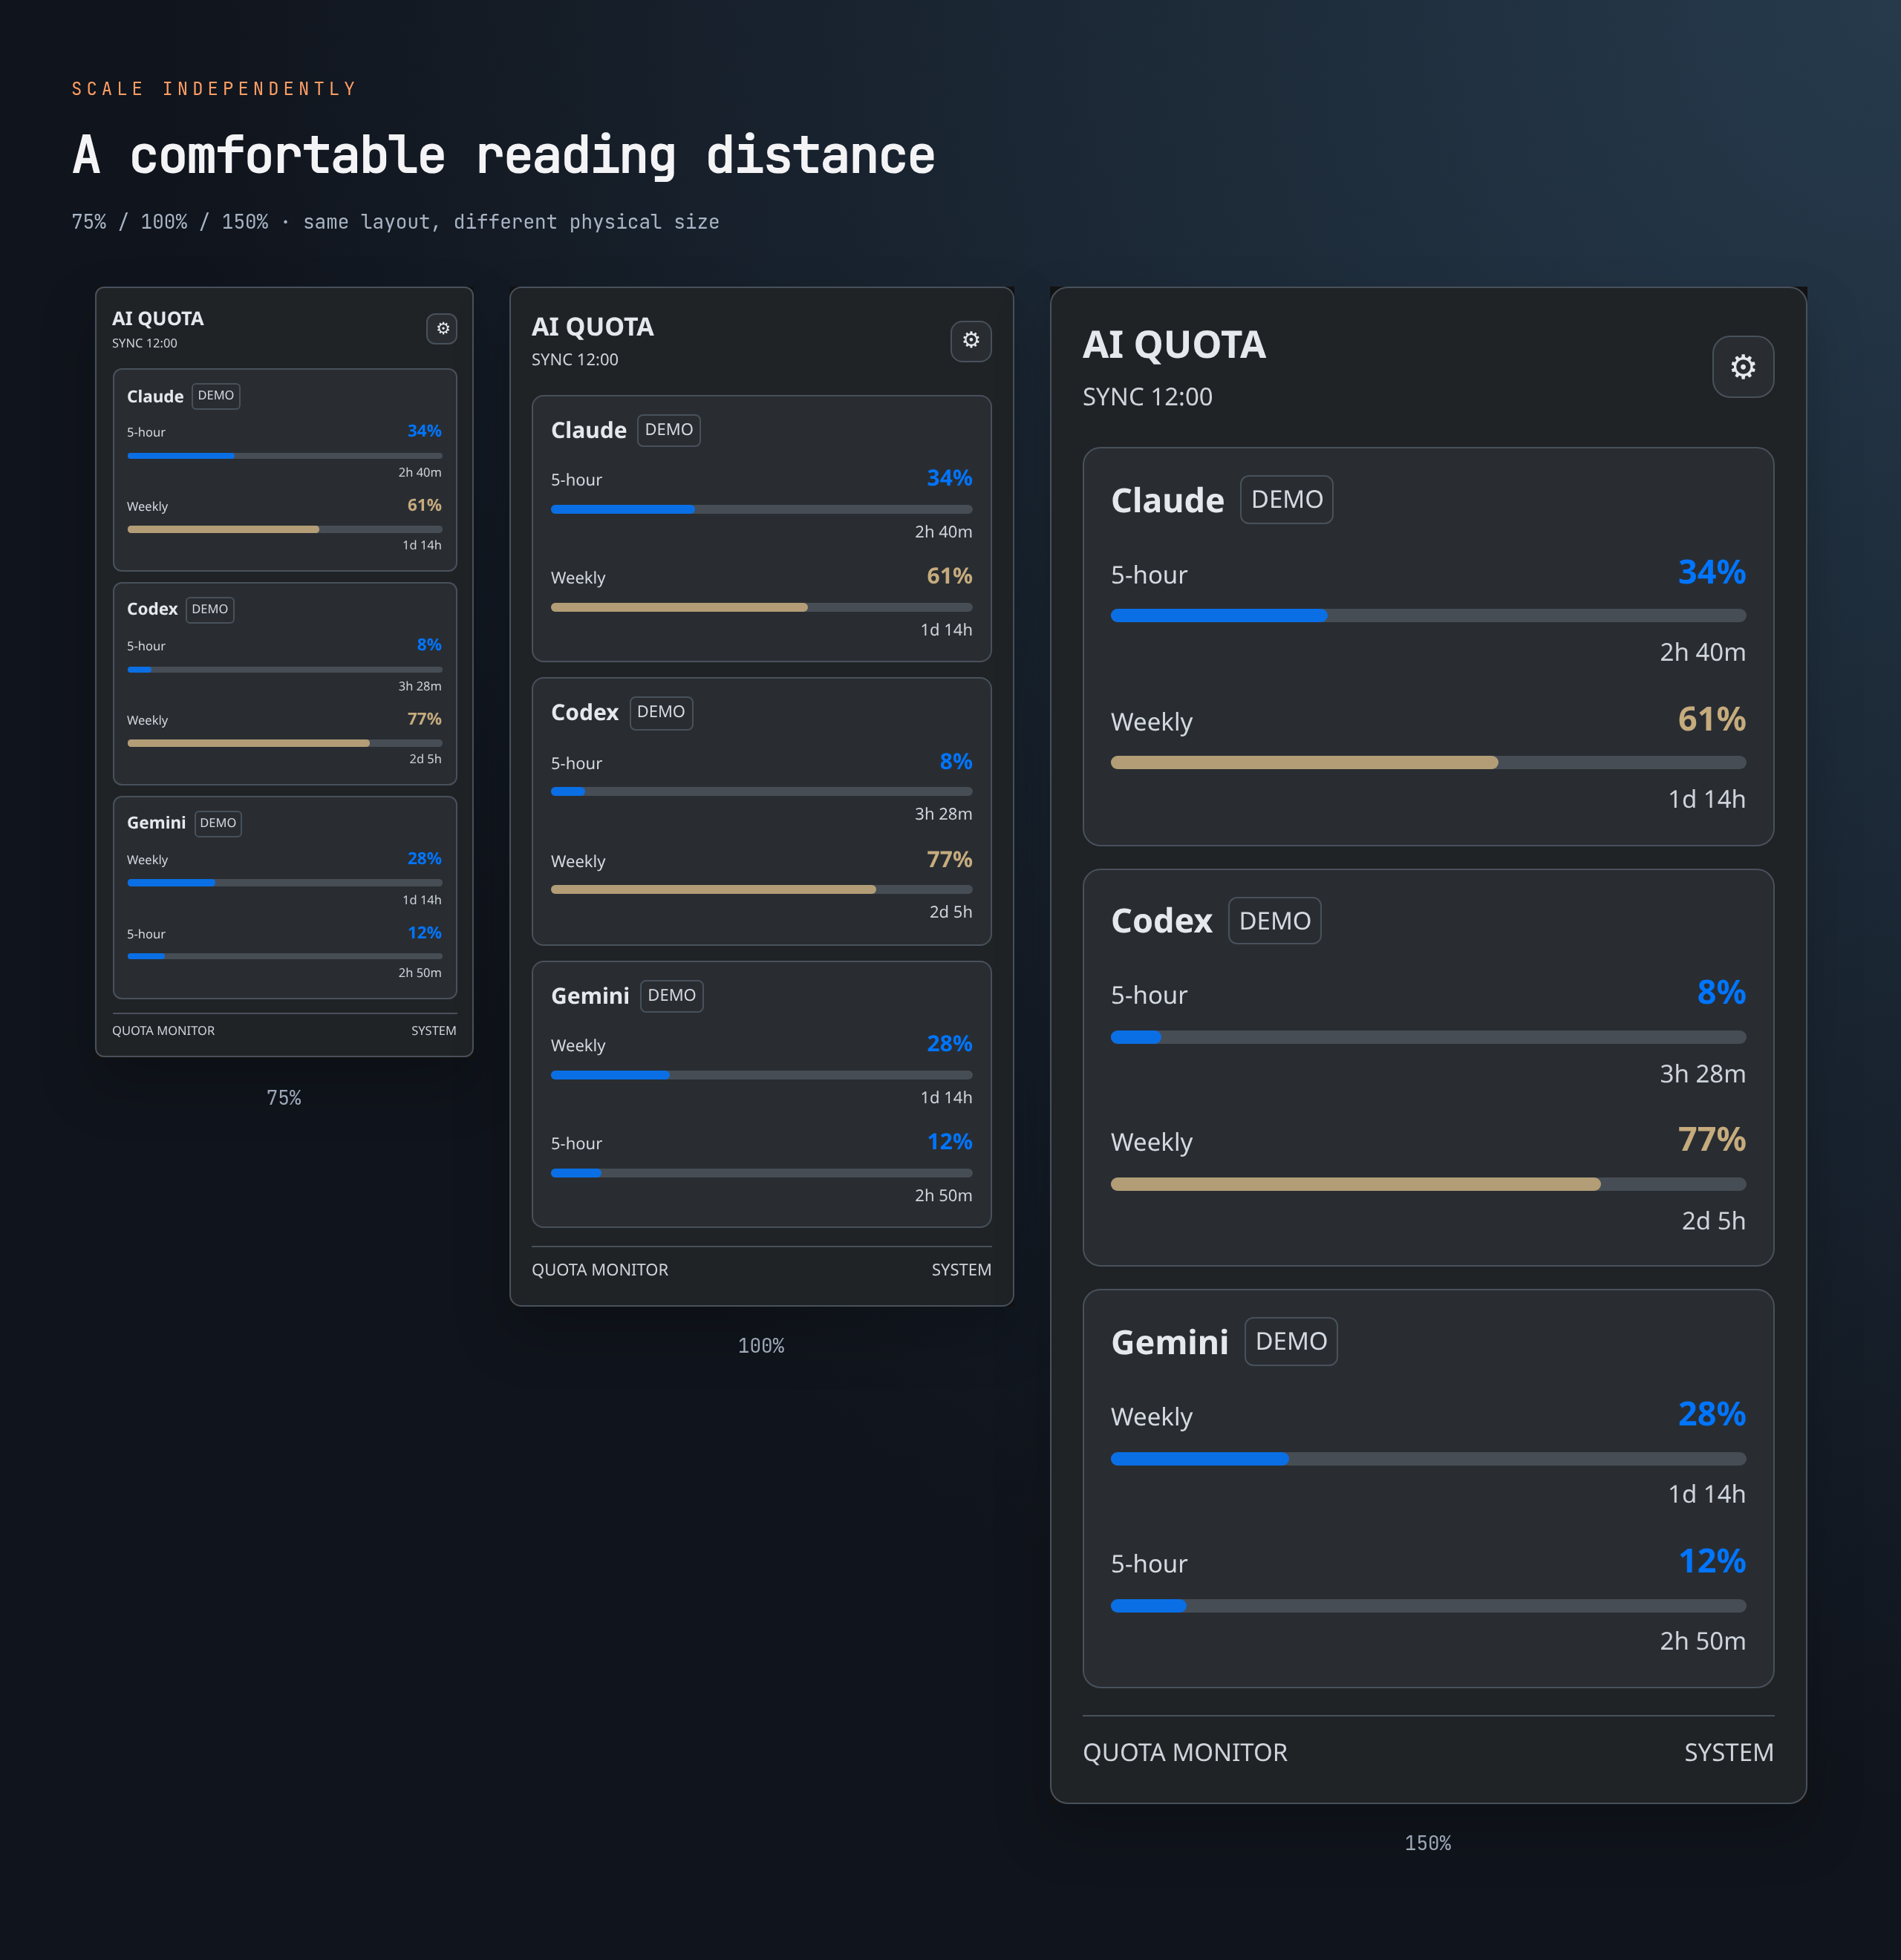 SCALE INDEPENDENTLY
A comfortable reading distance
75% / 100% / 150% · same layout, different physical size
AI QUOTA
SYNC 12:00
Claude DEMO
5-hour 34%
2h 40m
Weekly 61%
1d 14h
Codex DEMO
5-hour 8%
3h 28m
Weekly 77%
2d 5h
Gemini DEMO
Weekly 28%
1d 14h
5-hour 12%
2h 50m
QUOTA MONITOR SYSTEM
75%
AI QUOTA
SYNC 12:00
Claude DEMO
5-hour 34%
2h 40m
Weekly 61%
1d 14h
Codex DEMO
5-hour 8%
3h 28m
Weekly 77%
2d 5h
Gemini DEMO
Weekly 28%
1d 14h
5-hour 12%
2h 50m
QUOTA MONITOR SYSTEM
100%
AI QUOTA
SYNC 12:00
Claude DEMO
5-hour 34%
2h 40m
Weekly 61%
1d 14h
Codex DEMO
5-hour 8%
3h 28m
Weekly 77%
2d 5h
Gemini DEMO
Weekly 28%
1d 14h
5-hour 12%
2h 50m
QUOTA MONITOR SYSTEM
150%